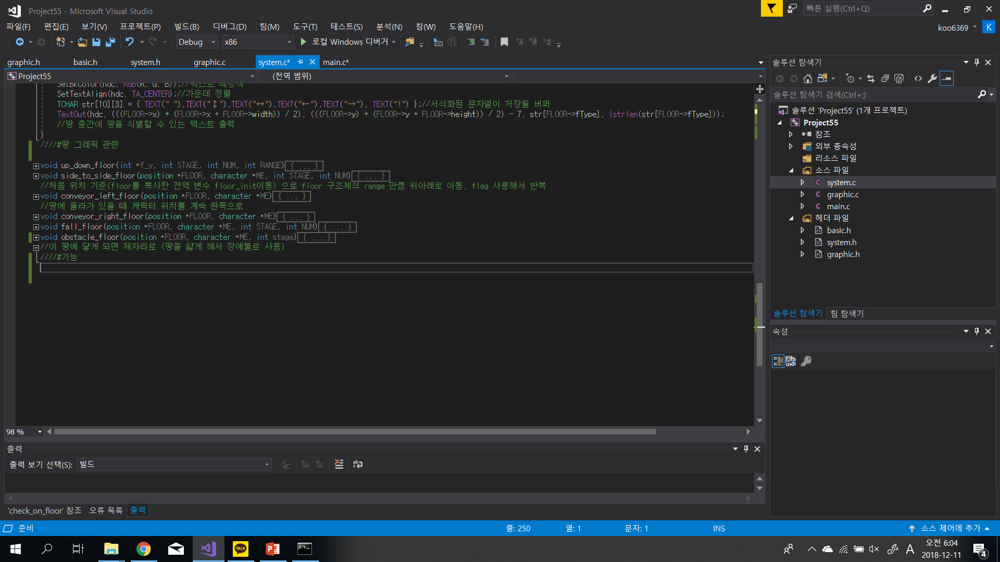 Project55 - Microsoft Visual Studio
빠른 실행(Ctrl+Q)
파일(F) 편집(E) 보기(V) 프로젝트(P) 빌드(B) 디버그(D) 팀(M) 도구(T) 테스트(S) 분석(N) 창(W) 도움말(H)
koo6369 K
Debug x86 로컬 Windows 디버거
graphic.h basic.h system.h graphic.c system.c* main.c*
Project55 (전역 범위)
SetBkColor(hdc, RGB(R, G, B));//텍스트 배경색
SetTextAlign(hdc, TA_CENTER);//가운데 정렬
TCHAR str[10][3] = { TEXT(" "),TEXT("↕"),TEXT("↔"),TEXT("←"),TEXT("→"), TEXT("!") };//서식화된 문자열이 저장될 버퍼
TextOut(hdc, (((FLOOR->x) + (FLOOR->x + FLOOR->width)) / 2), (((FLOOR->y) + (FLOOR->y + FLOOR->height)) / 2) - 7, str[FLOOR->fType], lstrlen(str[FLOOR->fType]));
//땅 중간에 땅을 식별할 수 있는 텍스트 출력
}
////#땅 그래픽 관련
void up_down_floor(int *f_y, int STAGE, int NUM, int RANGE){ ... }
void side_to_side_floor(position *FLOOR, character *ME, int STAGE, int NUM){ ... }
//처음 위치 기준(floor를 복사한 전역 변수 floor_init이용) 으로 floor 구조체의 range 만큼 위아래로 이동, flag 사용해서 반복
void conveyor_left_floor(position *FLOOR, character *ME){ ... }
//땅에 올라가 있을 때 캐릭터 위치를 계속 왼쪽으로
void conveyor_right_floor(position *FLOOR, character *ME){ ... }
void fall_floor(position *FLOOR, character *ME, int STAGE, int NUM){ ... }
void obstacle_floor(position *FLOOR, character *ME, int stage){ ... }
//이 땅에 닿게 되면 제자리로 (땅을 얇게 해서 장애물로 사용)
////#기능
98 %
출력
출력 보기 선택(S): 빌드
'check_on_floor' 참조 오류 목록 출력
솔루션 탐색기
솔루션 탐색기 검색(Ctrl+;)
솔루션 'Project55' (1개 프로젝트)
Project55
참조
외부 종속성
리소스 파일
소스 파일
system.c
graphic.c
main.c
헤더 파일
basic.h
system.h
graphic.h
솔루션 탐색기 팀 탐색기
속성
준비 줄: 250 열: 1 문자: 1 INS 소스 제어에 추가
TALK
A 오전 6:04
2018-12-11
4